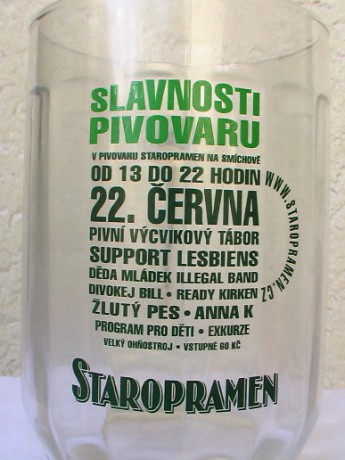 SLAVNOSTI
PIVOVARU
V PIVOVARU STAROPRAMEN NA SMÍCHOVĚ
OD 13 DO 22 HODIN
22. ČERVNA
PIVNÍ VÝCVIKOVÝ TÁBOR
SUPPORT LESBIENS
DĚDA MLÁDEK ILLEGAL BAND
DIVOKEJ BILL • READY KIRKEN
ŽLUTÝ PES • ANNA K
PROGRAM PRO DĚTI • EXKURZE
VELKÝ OHŇOSTROJ • VSTUPNÉ 60 KČ
WWW.STAROPRAMEN.CZ
STAROPRAMEN